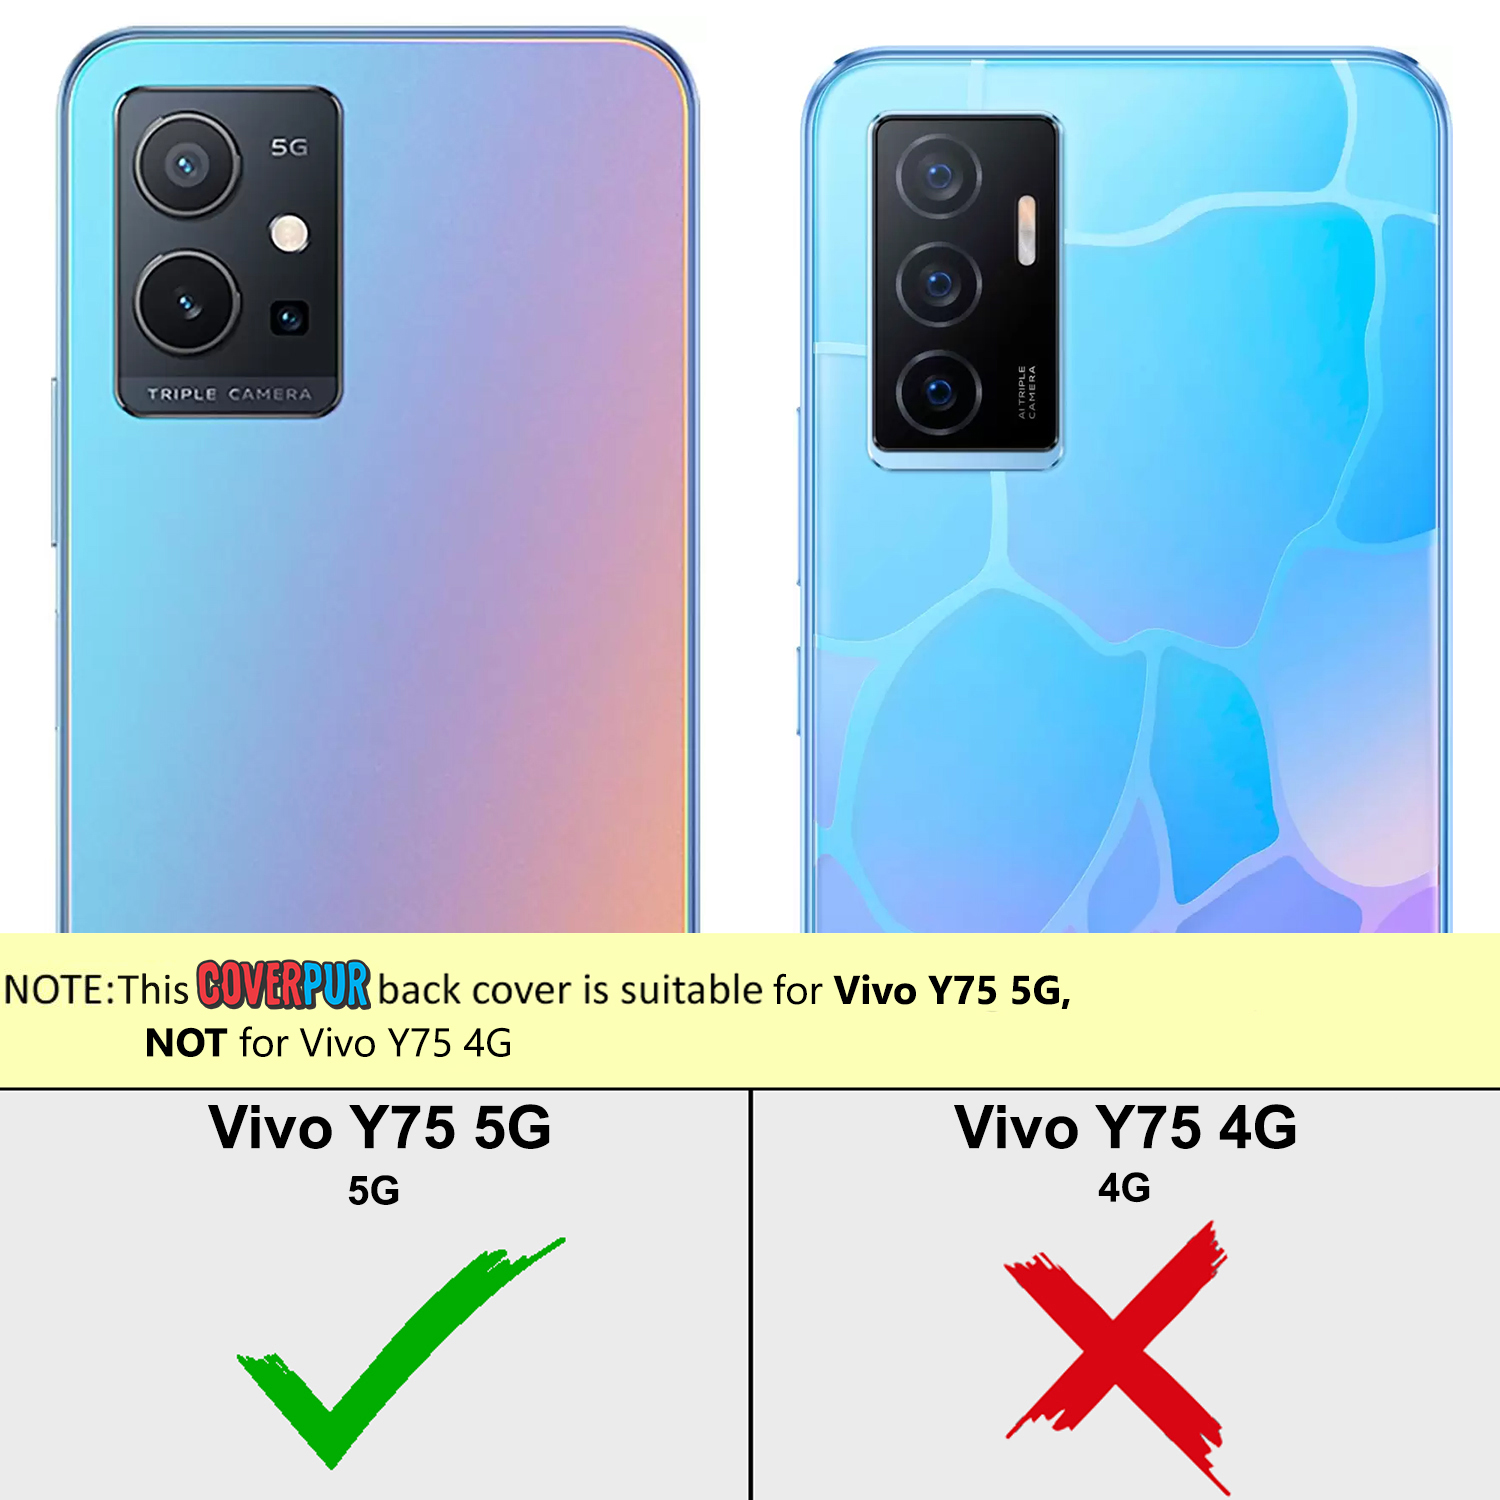 5G
TRIPLE CAMERA
AI TRIPLE
CAMERA
NOTE:This COVERPUR back cover is suitable for Vivo Y75 5G,
NOT for Vivo Y75 4G
Vivo Y75 5G
5G
Vivo Y75 4G
4G